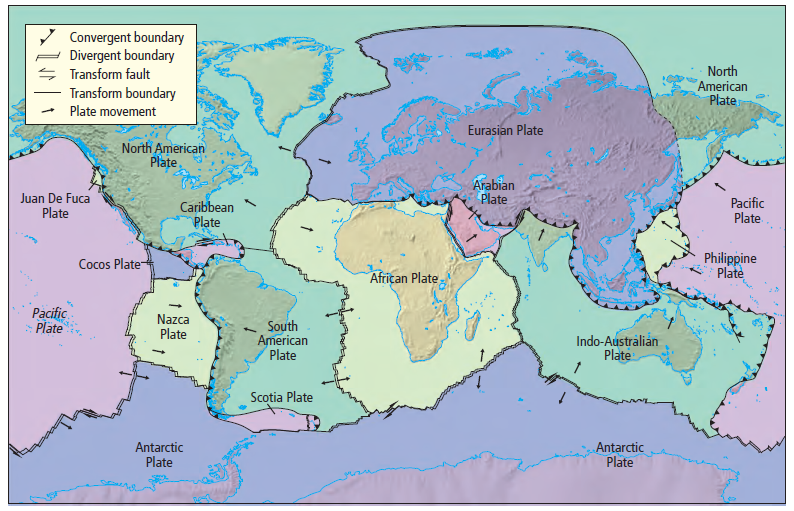 Convergent boundary
Divergent boundary
Transform fault
Transform boundary
Plate movement
North
American
Plate
Eurasian Plate
North American
Plate
Arabian
Plate
Juan De Fuca
Plate
Caribbean
Plate
Pacific
Plate
Cocos Plate
African Plate
Philippine
Plate
Pacific
Plate
Nazca
Plate
South
American
Plate
Indo-Australian
Plate
Scotia Plate
Antarctic
Plate
Antarctic
Plate